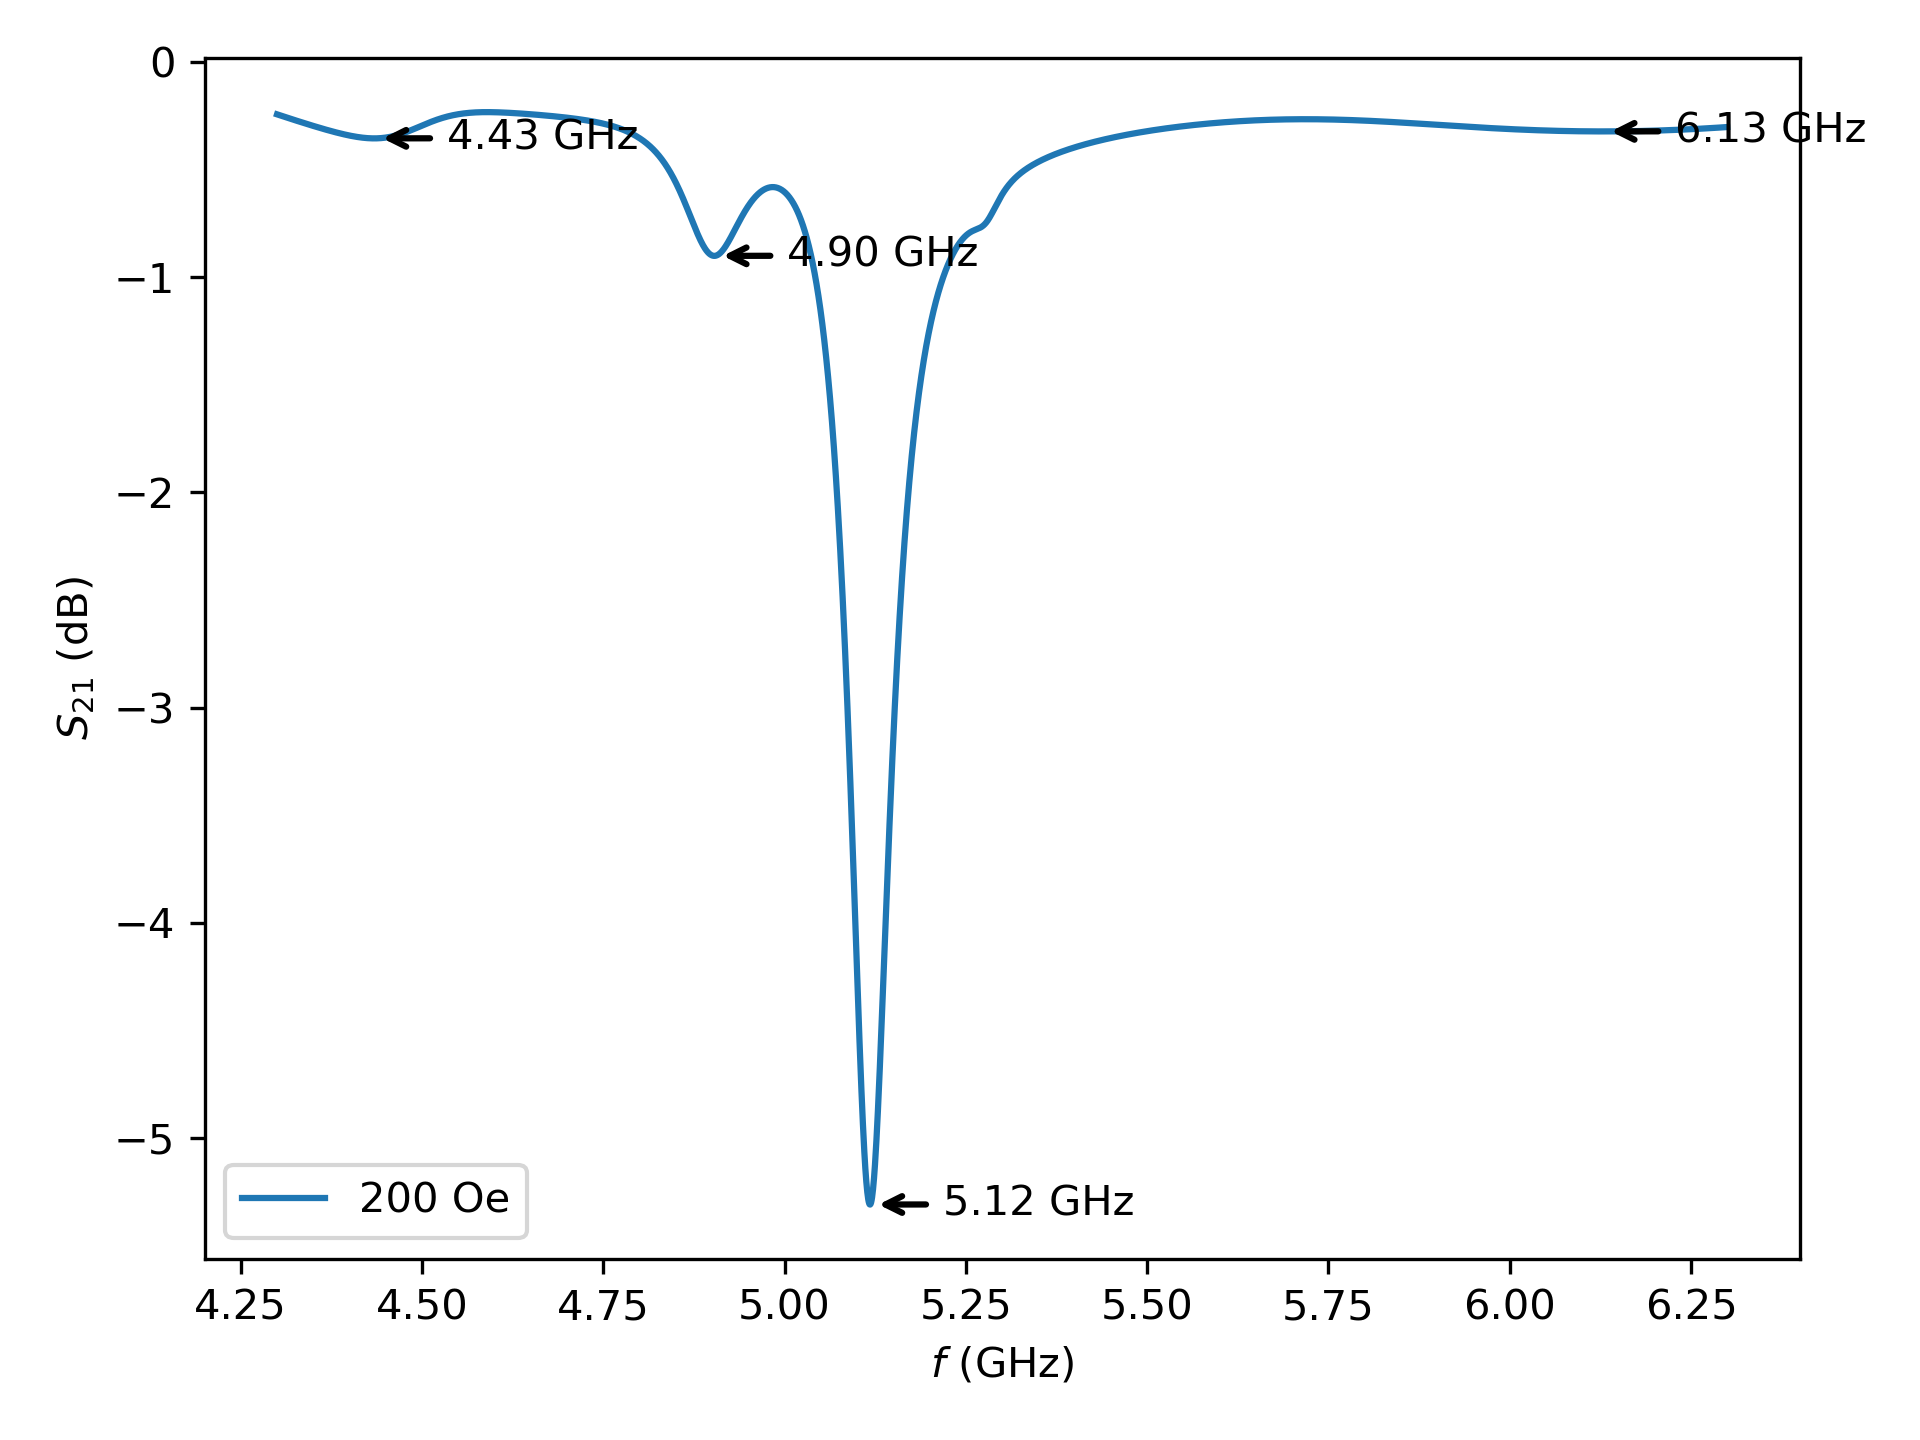 0
−1
−2
−3
−4
−5
S21 (dB)
4.43 GHz
6.13 GHz
4.90 GHz
5.12 GHz
200 Oe
4.25 4.50 4.75 5.00 5.25 5.50 5.75 6.00 6.25
f (GHz)